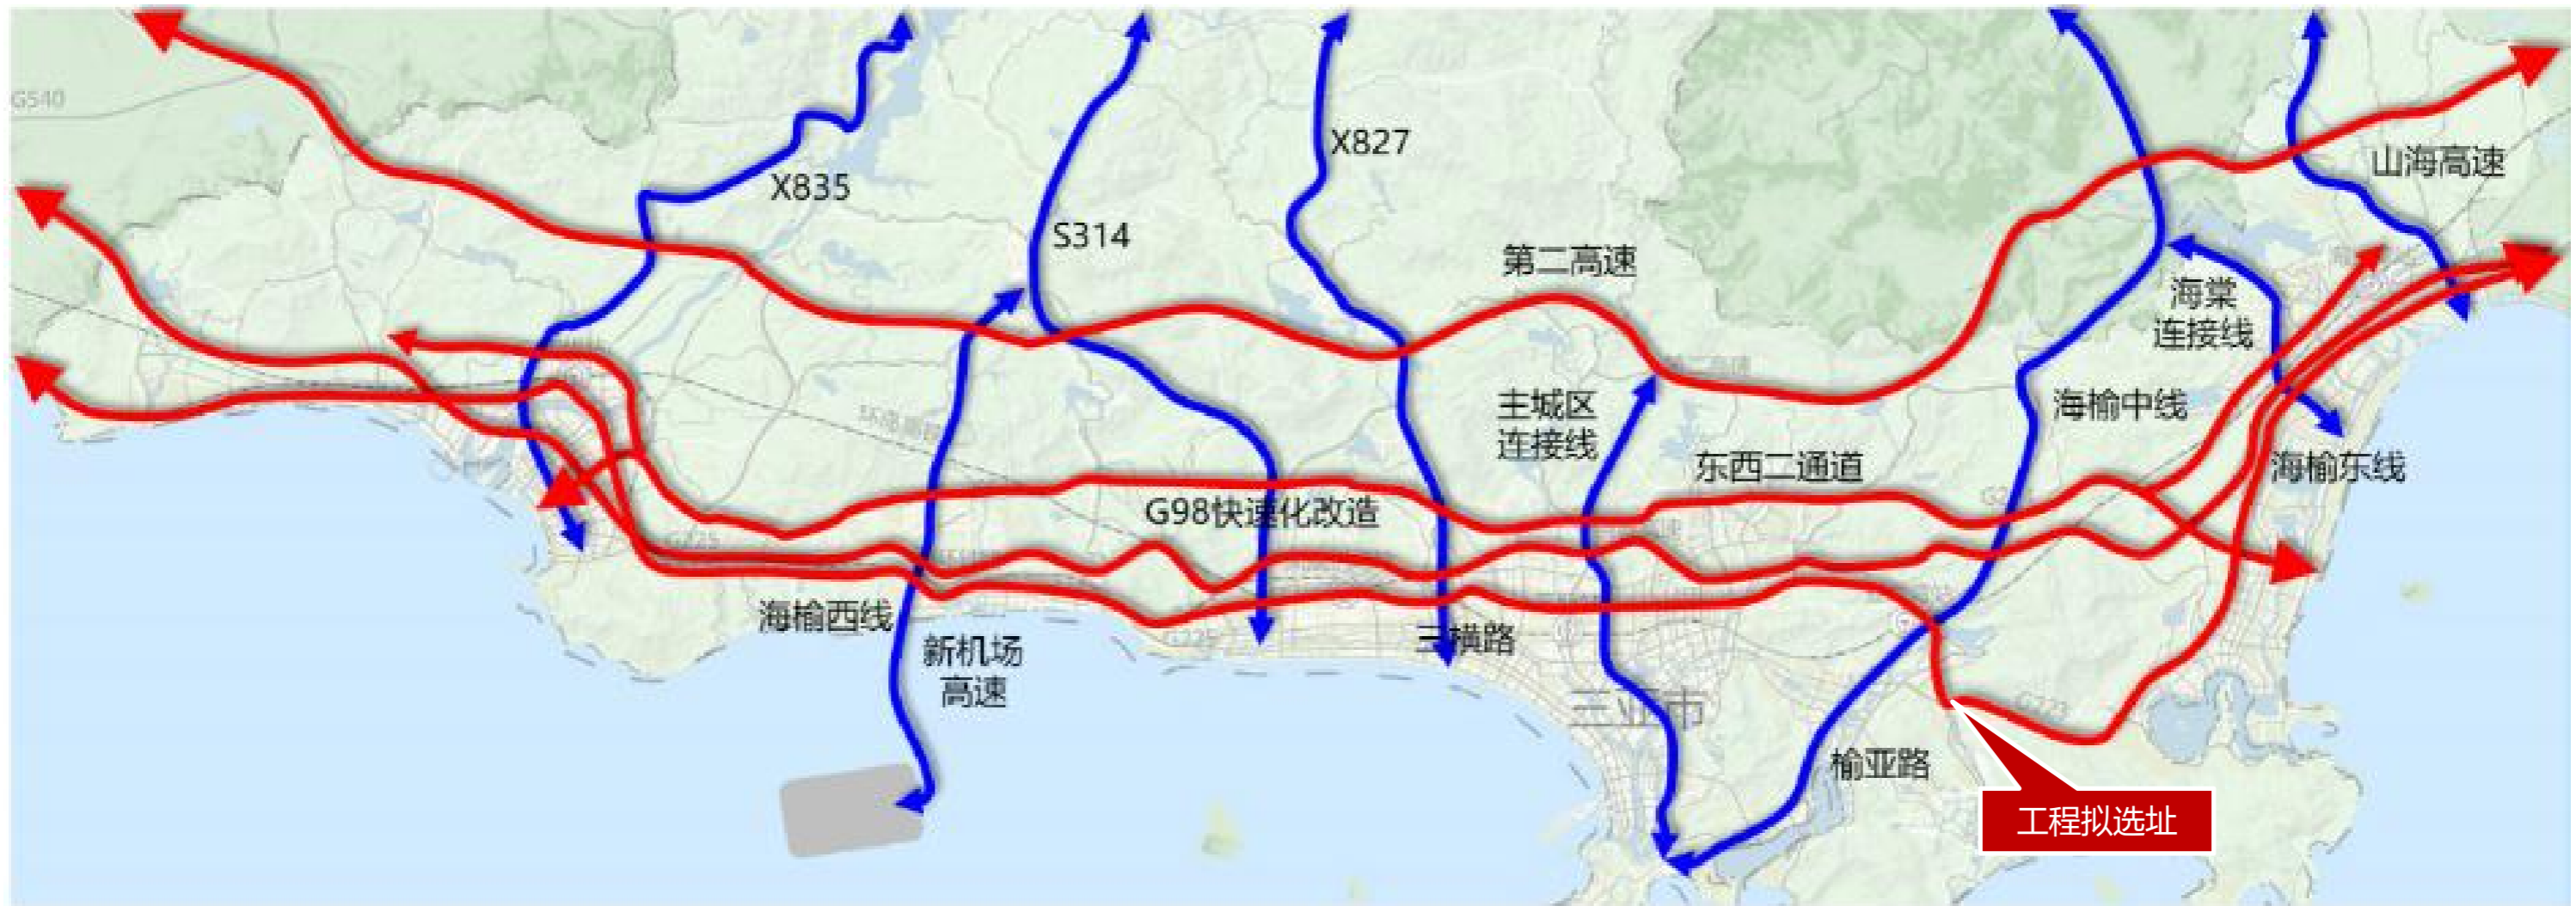 G540
X827
山海高速
X835
S314
第二高速
海棠
连接线
主城区
连接线
海榆中线
东西二通道
海榆东线
G98快速化改造
G225
海榆西线
新机场
高速
三横路
G225
三亚市
G223
榆亚路
工程拟选址